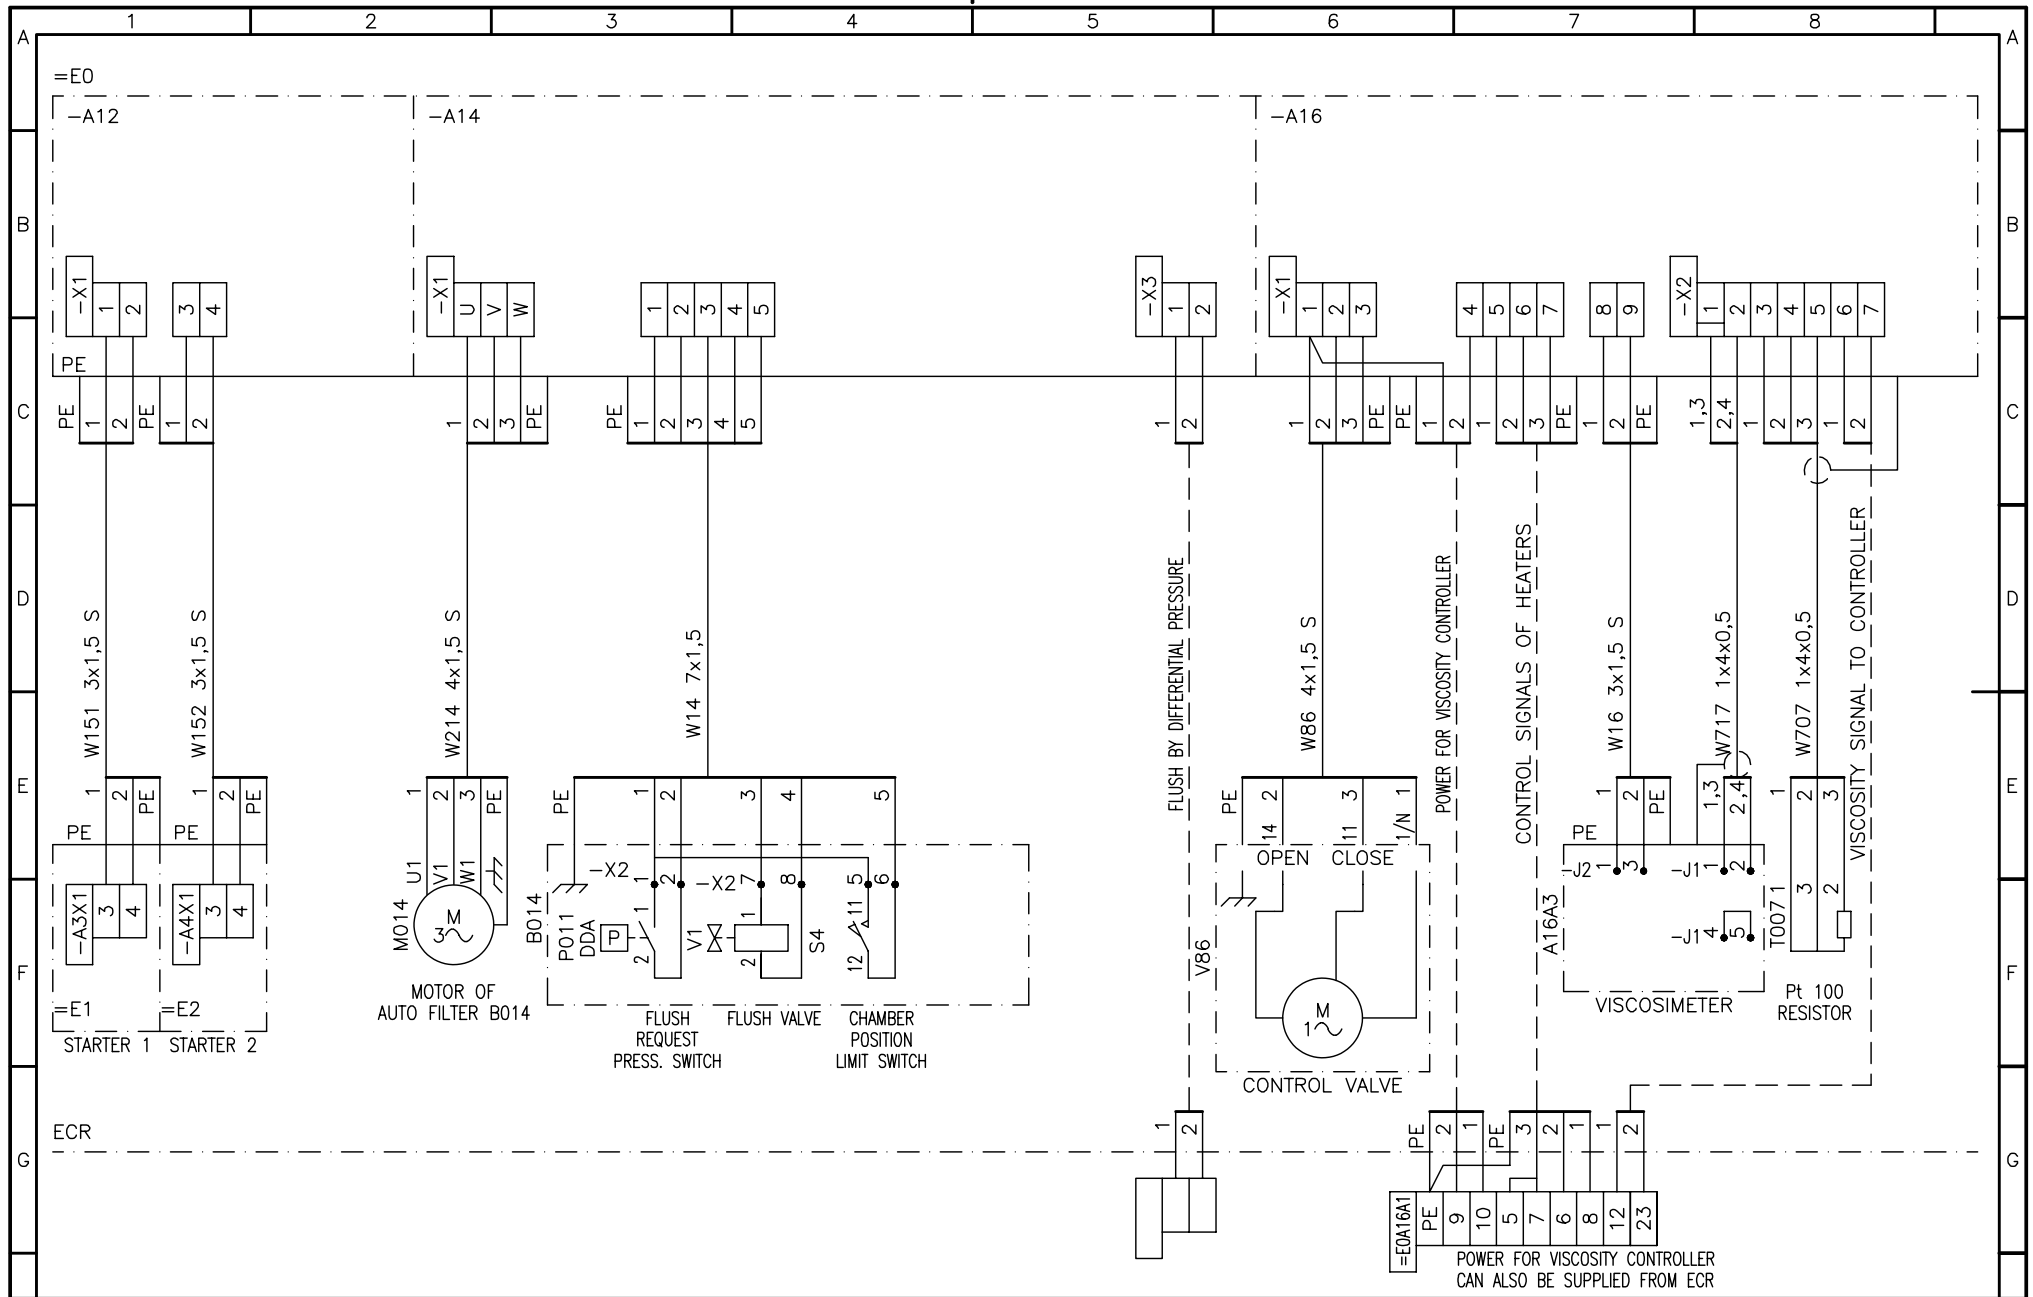 1 2 3 4 5 6 7 8
A A
=E0
-A12 -A14 -A16
B B
-X1 1 2 3 4
-X1 U V W 1 2 3 4 5
-X3 1 2
-X1 1 2 3 4 5 6 7 8 9
-X2 1 2 3 4 5 6 7
PE
C C
PE 1 2 PE 1 2
1 2 3 PE
PE 1 2 3 4 5
1 2
1 2 3 PE PE 1 2 1 2 3 PE 1 2 PE
1,3 2,4 1 2 3 1 2
D D
W151 3x1,5 S
W152 3x1,5 S
W214 4x1,5 S
W14 7x1,5
FLUSH BY DIFFERENTIAL PRESSURE
W86 4x1,5 S
POWER FOR VISCOSITY CONTROLLER
CONTROL SIGNALS OF HEATERS
W16 3x1,5 S
W717 1x4x0,5
W707 1x4x0,5
VISCOSITY SIGNAL TO CONTROLLER
E E
1 2 PE 1 2 PE
1 2 3 PE
PE 1 2 3 4 5
PE 2 3 1
1 2 PE
1,3 2,4
1 2 3
PE PE
14 11 1/N
PE
U1 V1 W1
-X2 1 2 -X2 7 8 5 6
OPEN CLOSE
-J2 1 3 -J1 1 2
F F
-A3X1 3 4
-A4X1 3 4
M014
M
3
B014
P011
DDA
P
1 2
V1
1 2
S4
11 12
V86
M
1
A16A3
-J1 4 5
T0071
3 2
=E1 =E2
STARTER 1 STARTER 2
MOTOR OF
AUTO FILTER B014
FLUSH
REQUEST
PRESS. SWITCH
FLUSH VALVE
CHAMBER
POSITION
LIMIT SWITCH
CONTROL VALVE
VISCOSIMETER
Pt 100
RESISTOR
ECR
G G
1 2
PE 2 1 PE 3 2 1 1 2
=E0A16A1 PE 9 10 5 7 6 8 12 23
POWER FOR VISCOSITY CONTROLLER
CAN ALSO BE SUPPLIED FROM ECR